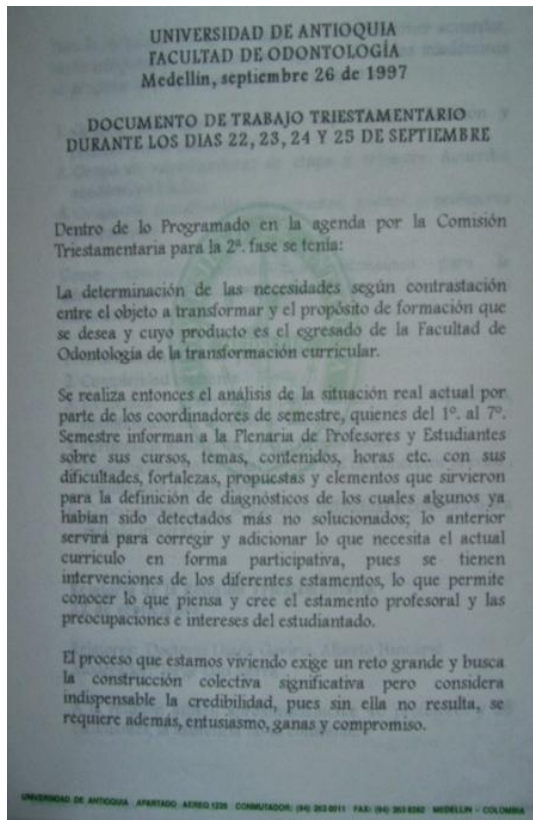 UNIVERSIDAD DE ANTIOQUIA
FACULTAD DE ODONTOLOGÍA
Medellín, septiembre 26 de 1997
DOCUMENTO DE TRABAJO TRIESTAMENTARIO
DURANTE LOS DIAS 22, 23, 24 Y 25 DE SEPTIEMBRE
Dentro de lo Programado en la agenda por la Comisión
Triestamentaria para la 2ª. fase se tenía:
La determinación de las necesidades según contrastación
entre el objeto a transformar y el propósito de formación que
se desea y cuyo producto es el egresado de la Facultad de
Odontología de la transformación curricular.
Se realiza entonces el análisis de la situación real actual por
parte de los coordinadores de semestre, quienes del 1º. al 7º.
Semestre informan a la Plenaria de Profesores y Estudiantes
sobre sus cursos, temas, contenidos, horas etc. con sus
dificultades, fortalezas, propuestas y elementos que sirvieron
para la definición de diagnósticos de los cuales algunos ya
habían sido detectados más no solucionados; lo anterior
servirá para corregir y adicionar lo que necesita el actual
currículo en forma participativa, pues se tienen
intervenciones de los diferentes estamentos, lo que permite
conocer lo que piensa y cree el estamento profesoral y las
preocupaciones e intereses del estudiantado.
El proceso que estamos viviendo exige un reto grande y busca
la construcción colectiva significativa pero considera
indispensable la credibilidad, pues sin ella no resulta, se
requiere además, entusiasmo, ganas y compromiso.
UNIVERSIDAD DE ANTIOQUIA APARTADO AEREO 1226 CONMUTADOR: (94) 263 0011 FAX: (94) 263 8282 MEDELLIN - COLOMBIA